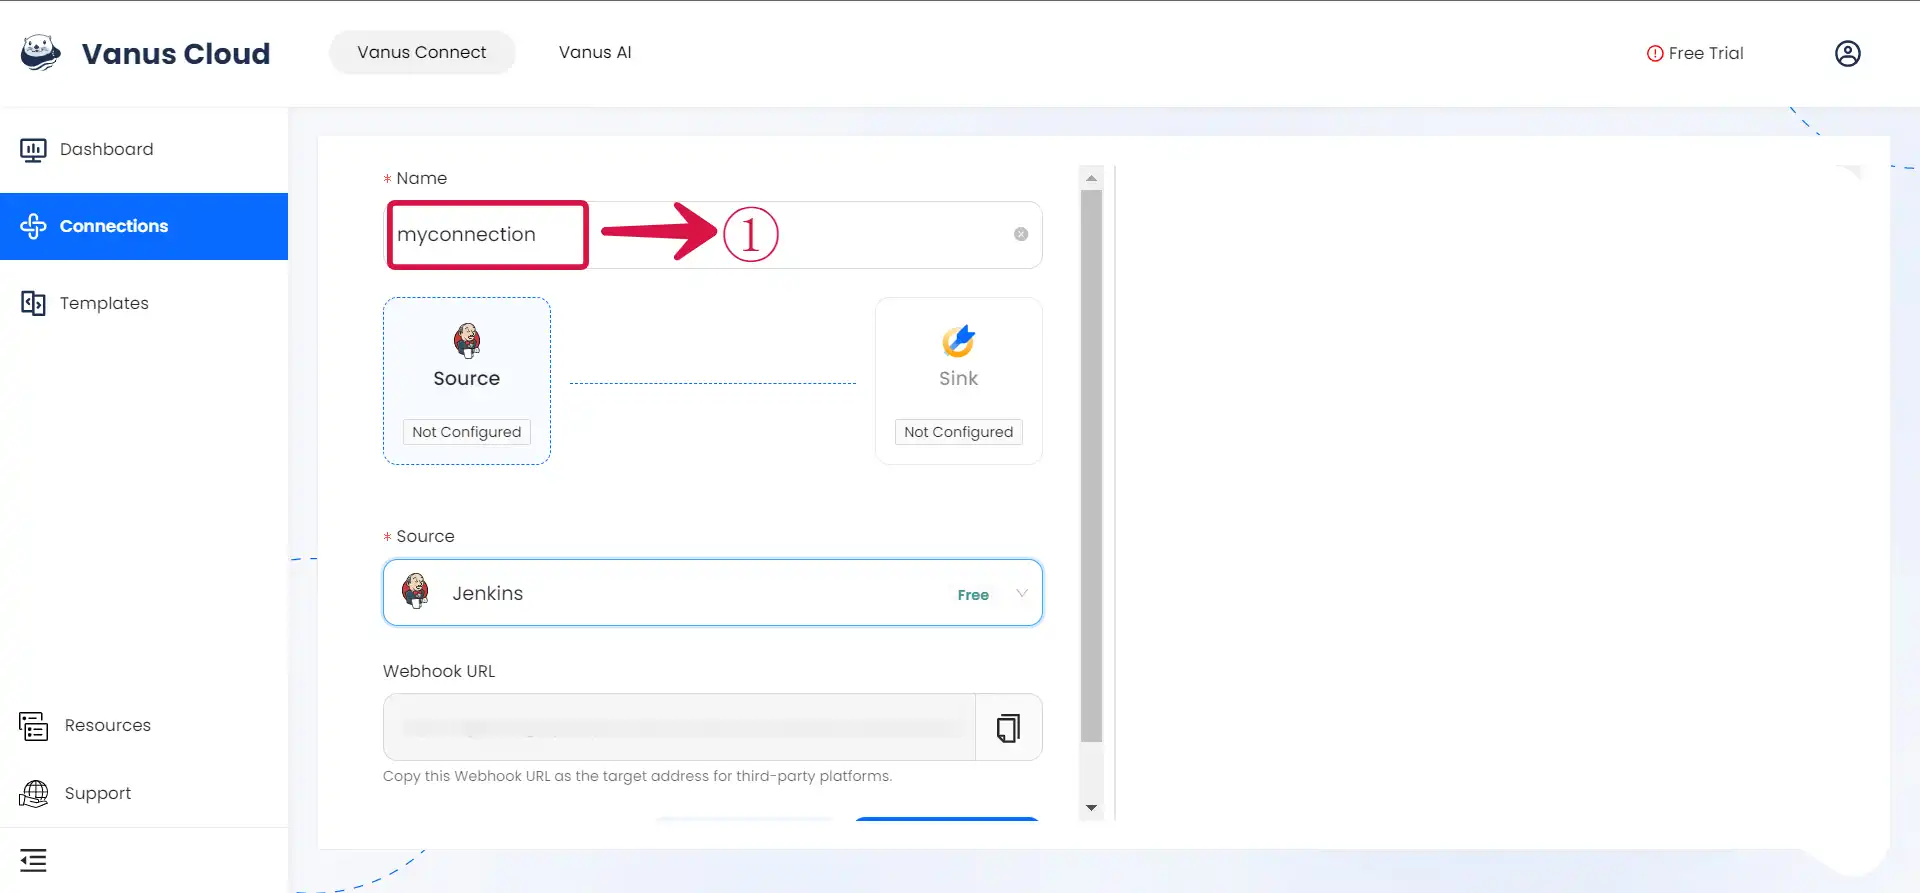 Vanus Cloud
Vanus Connect
Vanus AI
Free Trial
Dashboard
Connections
Templates
Resources
Support
* Name
myconnection
1
Source
Not Configured
Sink
Not Configured
* Source
Jenkins
Free
Webhook URL
Copy this Webhook URL as the target address for third-party platforms.